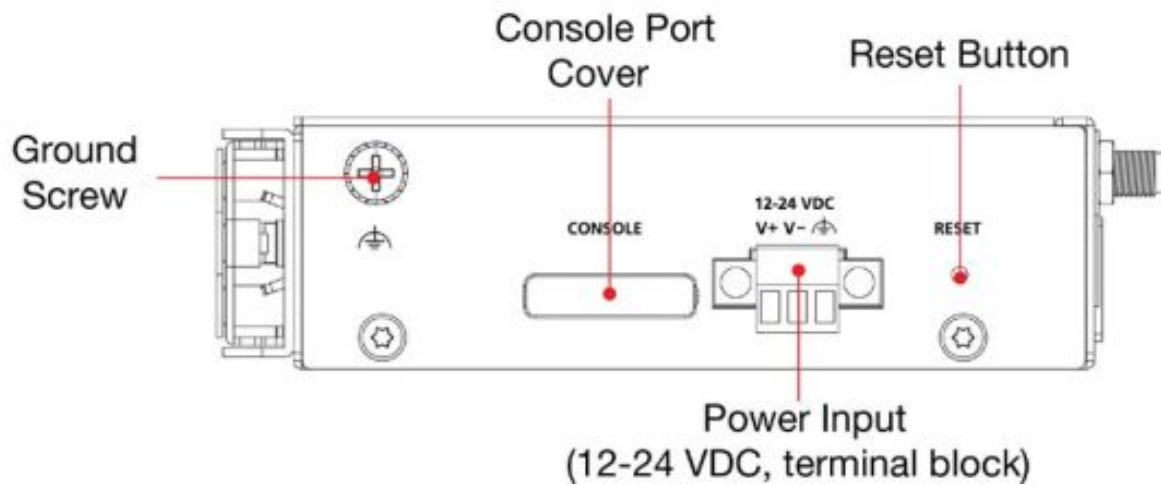 Console Port
Cover
Reset Button
Ground
Screw
CONSOLE
12-24 VDC
V+ V-
RESET
Power Input
(12-24 VDC, terminal block)